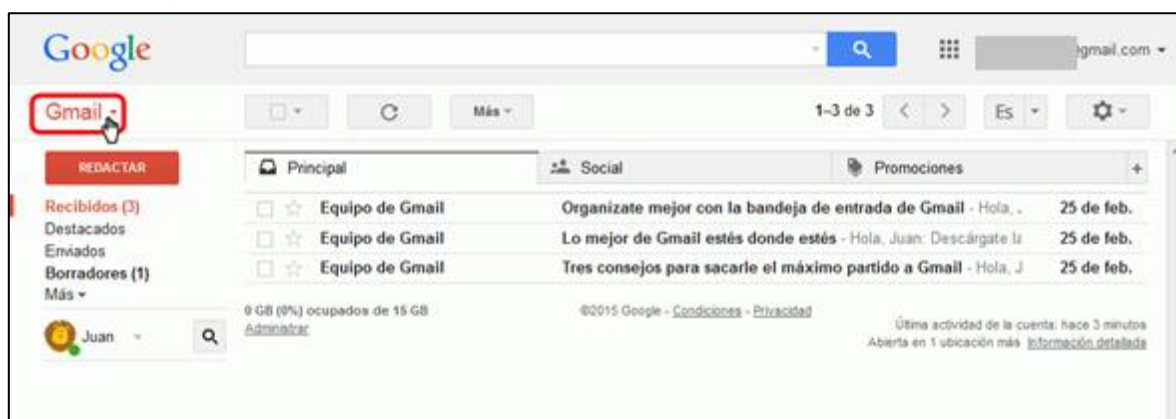 Google
@gmail.com
Gmail
Más
1–3 de 3
Es
REDACTAR
Principal
Social
Promociones
+
Recibidos (3)
Destacados
Enviados
Borradores (1)
Más
Equipo de Gmail Organízate mejor con la bandeja de entrada de Gmail - Hola, . 25 de feb.
Equipo de Gmail Lo mejor de Gmail estés donde estés - Hola, Juan: Descárgate la 25 de feb.
Equipo de Gmail Tres consejos para sacarle el máximo partido a Gmail - Hola, J 25 de feb.
Juan
0 GB (0%) ocupados de 15 GB
Administrar
©2015 Google - Condiciones - Privacidad
Última actividad de la cuenta: hace 3 minutos
Abierta en 1 ubicación más Información detallada